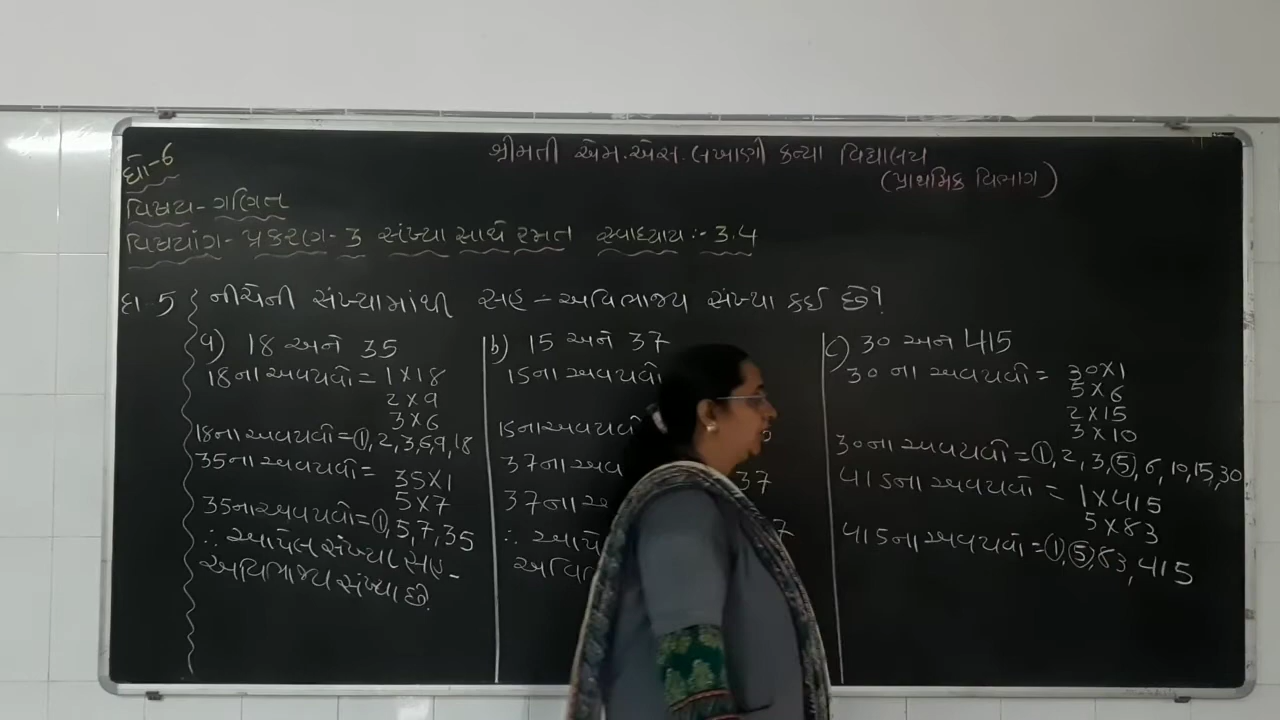 શ્રીમતી એમ.એસ. લખાણી કન્યા વિદ્યાલય
(પ્રાથમિક વિભાગ)
ધો-6
વિષય- ગણિત
વિષયાંગ- પ્રકરણ- 3 સંખ્યા સાથે રમત સ્વાધ્યાય :- 3.4
દા. 5 નીચેની સંખ્યામાંથી સહ - અવિભાજ્ય સંખ્યા કઈ છે?
a) 18 અને 35
18ના અવયવો = 1×18
2×9
3×6
18ના અવયવો = 1, 2, 3, 6, 9, 18
35ના અવયવો = 35×1
5×7
35ના અવયવો = 1, 5, 7, 35
∴ આપેલ સંખ્યા સહ-
અવિભાજ્ય સંખ્યા છે.
b) 15 અને 37
15ના અવયવો
15ના અવયવો
37ના અવ 37
37ના અ 7
∴ આપે
અવિ
c) 30 અને 415
30 ના અવયવો = 30×1
5×6
2×15
3×10
30ના અવયવો = 1, 2, 3, 5, 6, 10, 15, 30
415ના અવયવો = 1×415
5×83
415ના અવયવો = 1, 5, 83, 415